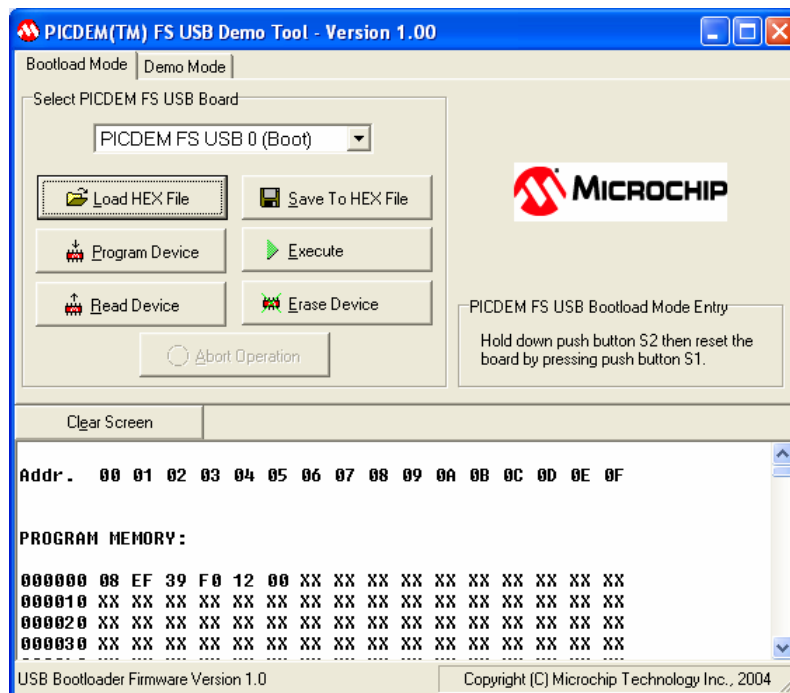 PICDEM(TM) FS USB Demo Tool - Version 1.00
Bootload Mode
Demo Mode
Select PICDEM FS USB Board
PICDEM FS USB 0 (Boot)
Load HEX File
Save To HEX File
Program Device
Execute
Read Device
Erase Device
Abort Operation
MICROCHIP
PICDEM FS USB Bootload Mode Entry
Hold down push button S2 then reset the
board by pressing push button S1.
Clear Screen
Addr. 00 01 02 03 04 05 06 07 08 09 0A 0B 0C 0D 0E 0F
PROGRAM MEMORY:
000000 08 EF 39 F0 12 00 XX XX XX XX XX XX XX XX XX XX
000010 XX XX XX XX XX XX XX XX XX XX XX XX XX XX XX XX
000020 XX XX XX XX XX XX XX XX XX XX XX XX XX XX XX XX
000030 XX XX XX XX XX XX XX XX XX XX XX XX XX XX XX XX
USB Bootloader Firmware Version 1.0
Copyright (C) Microchip Technology Inc., 2004